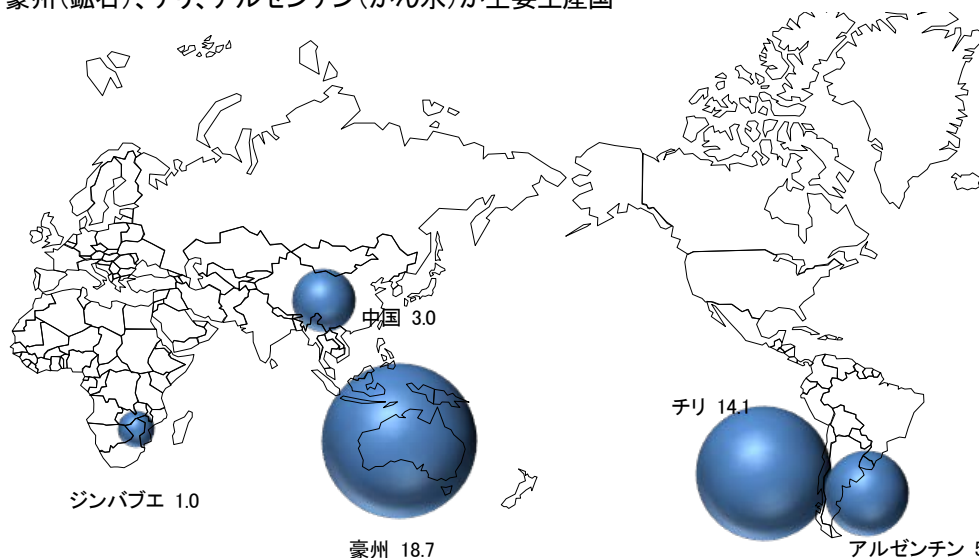 豪州（鉱石）、チリ、アルゼンチン（かん水）が主要生産国
中国 3.0
チリ 14.1
ジンバブエ 1.0
豪州 18.7
アルゼンチン